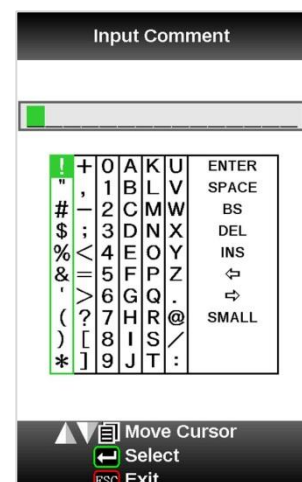 Input Comment
! + 0 A K U ENTER
" , 1 B L V SPACE
# – 2 C M W BS
$ ; 3 D N X DEL
% < 4 E O Y INS
& = 5 F P Z ⇦
' > 6 G Q . ⇨
( ? 7 H R @ SMALL
) [ 8 I S /
* ] 9 J T :
Move Cursor
Select
ESC Exit